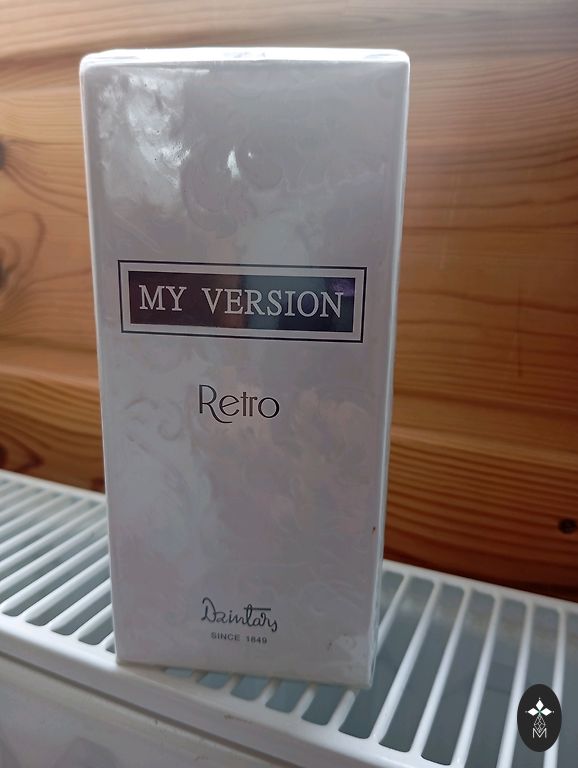 MY VERSION
Retro
Dzintars
SINCE 1849
M